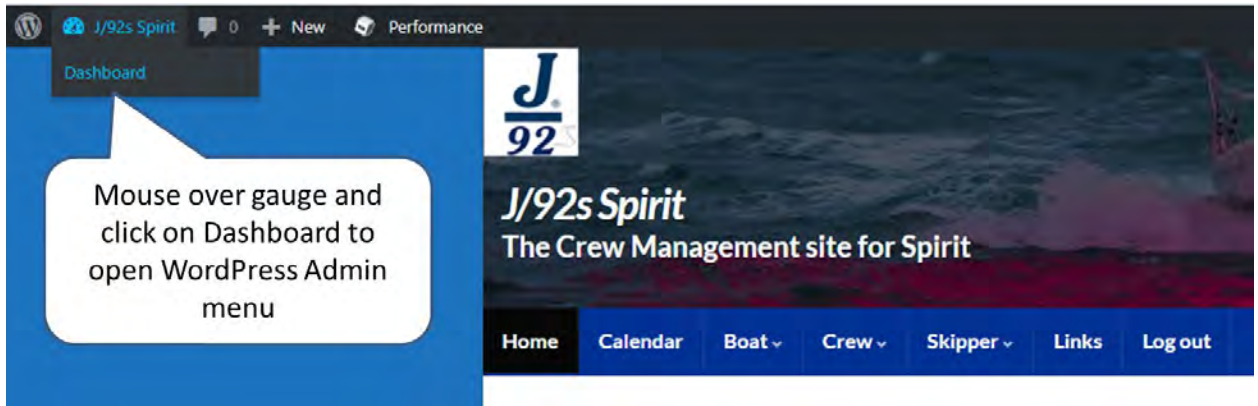 J/92s Spirit 0 + New Performance
Dashboard
J
92
Mouse over gauge and
click on Dashboard to
open WordPress Admin
menu
J/92s Spirit
The Crew Management site for Spirit
Home Calendar Boat Crew Skipper Links Log out